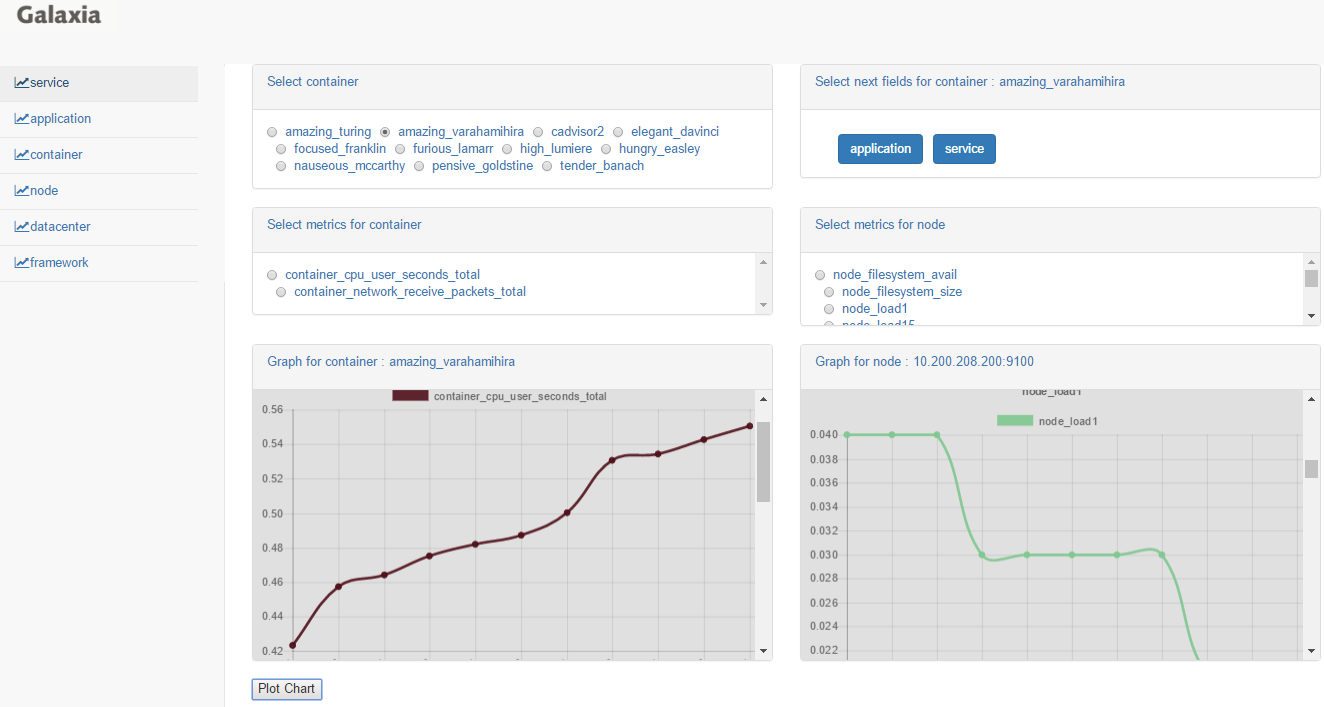 Galaxia
service
application
container
node
datacenter
framework
Select container
amazing_turing amazing_varahamihira cadvisor2 elegant_davinci
focused_franklin furious_lamarr high_lumiere hungry_easley
nauseous_mccarthy pensive_goldstine tender_banach
Select next fields for container : amazing_varahamihira
application service
Select metrics for container
container_cpu_user_seconds_total
container_network_receive_packets_total
Select metrics for node
node_filesystem_avail
node_filesystem_size
node_load1
node_load15
Graph for container : amazing_varahamihira
container_cpu_user_seconds_total
0.56
0.54
0.52
0.50
0.48
0.46
0.44
0.42
Graph for node : 10.200.208.200:9100
node_load1
node_load1
0.040
0.038
0.036
0.034
0.032
0.030
0.028
0.026
0.024
0.022
Plot Chart